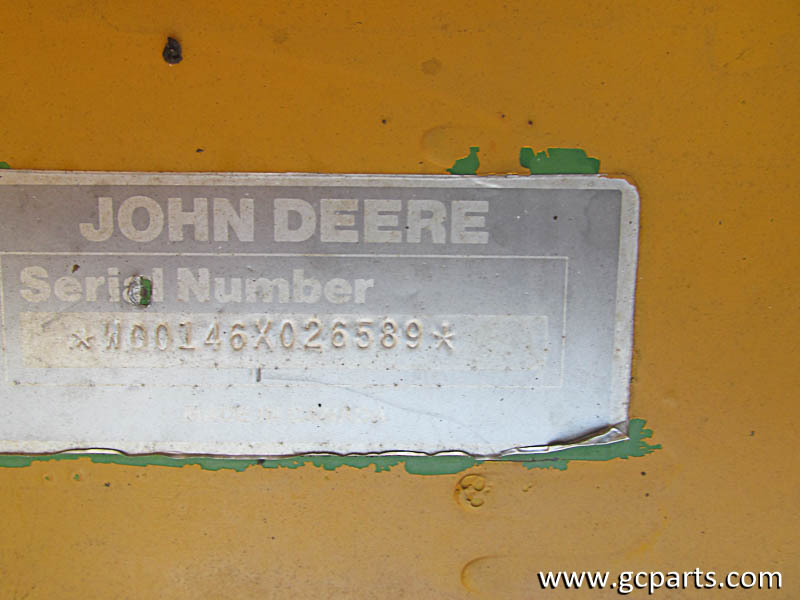 JOHN DEERE
Serial Number
*W00146X026589*
www.gcparts.com